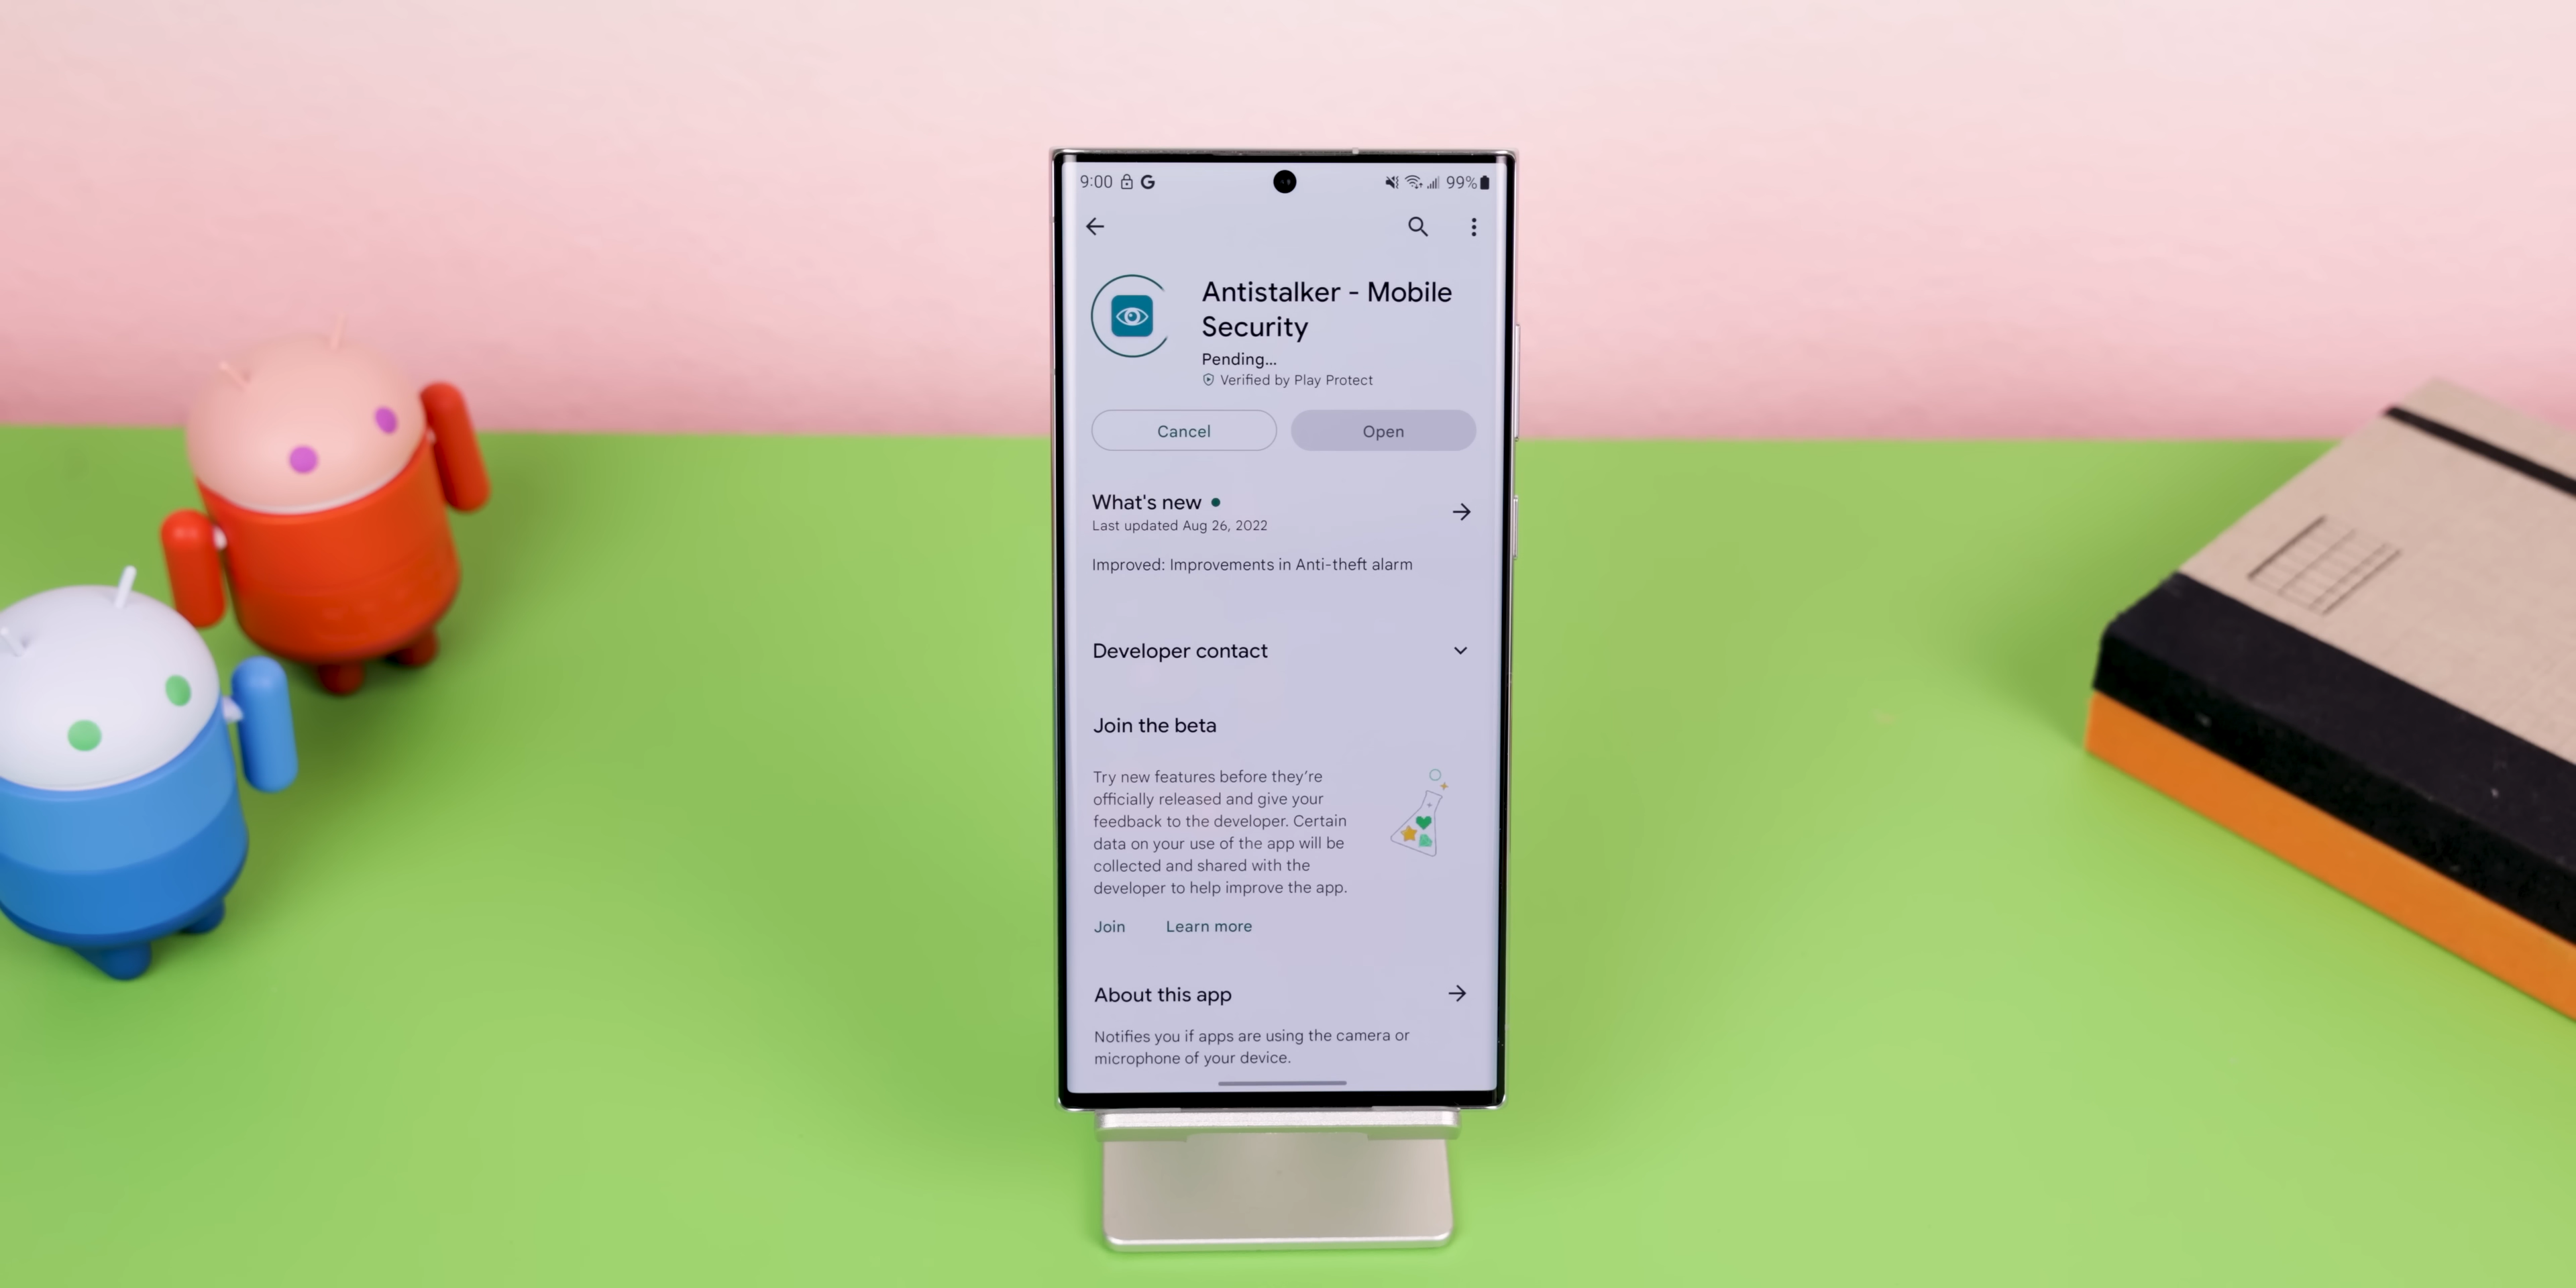 9:00 G 99%
Antistalker - Mobile
Security
Pending...
Verified by Play Protect
Cancel Open
What's new
Last updated Aug 26, 2022
Improved: Improvements in Anti-theft alarm
Developer contact
Join the beta
Try new features before they're
officially released and give your
feedback to the developer. Certain
data on your use of the app will be
collected and shared with the
developer to help improve the app.
Join Learn more
About this app
Notifies you if apps are using the camera or
microphone of your device.